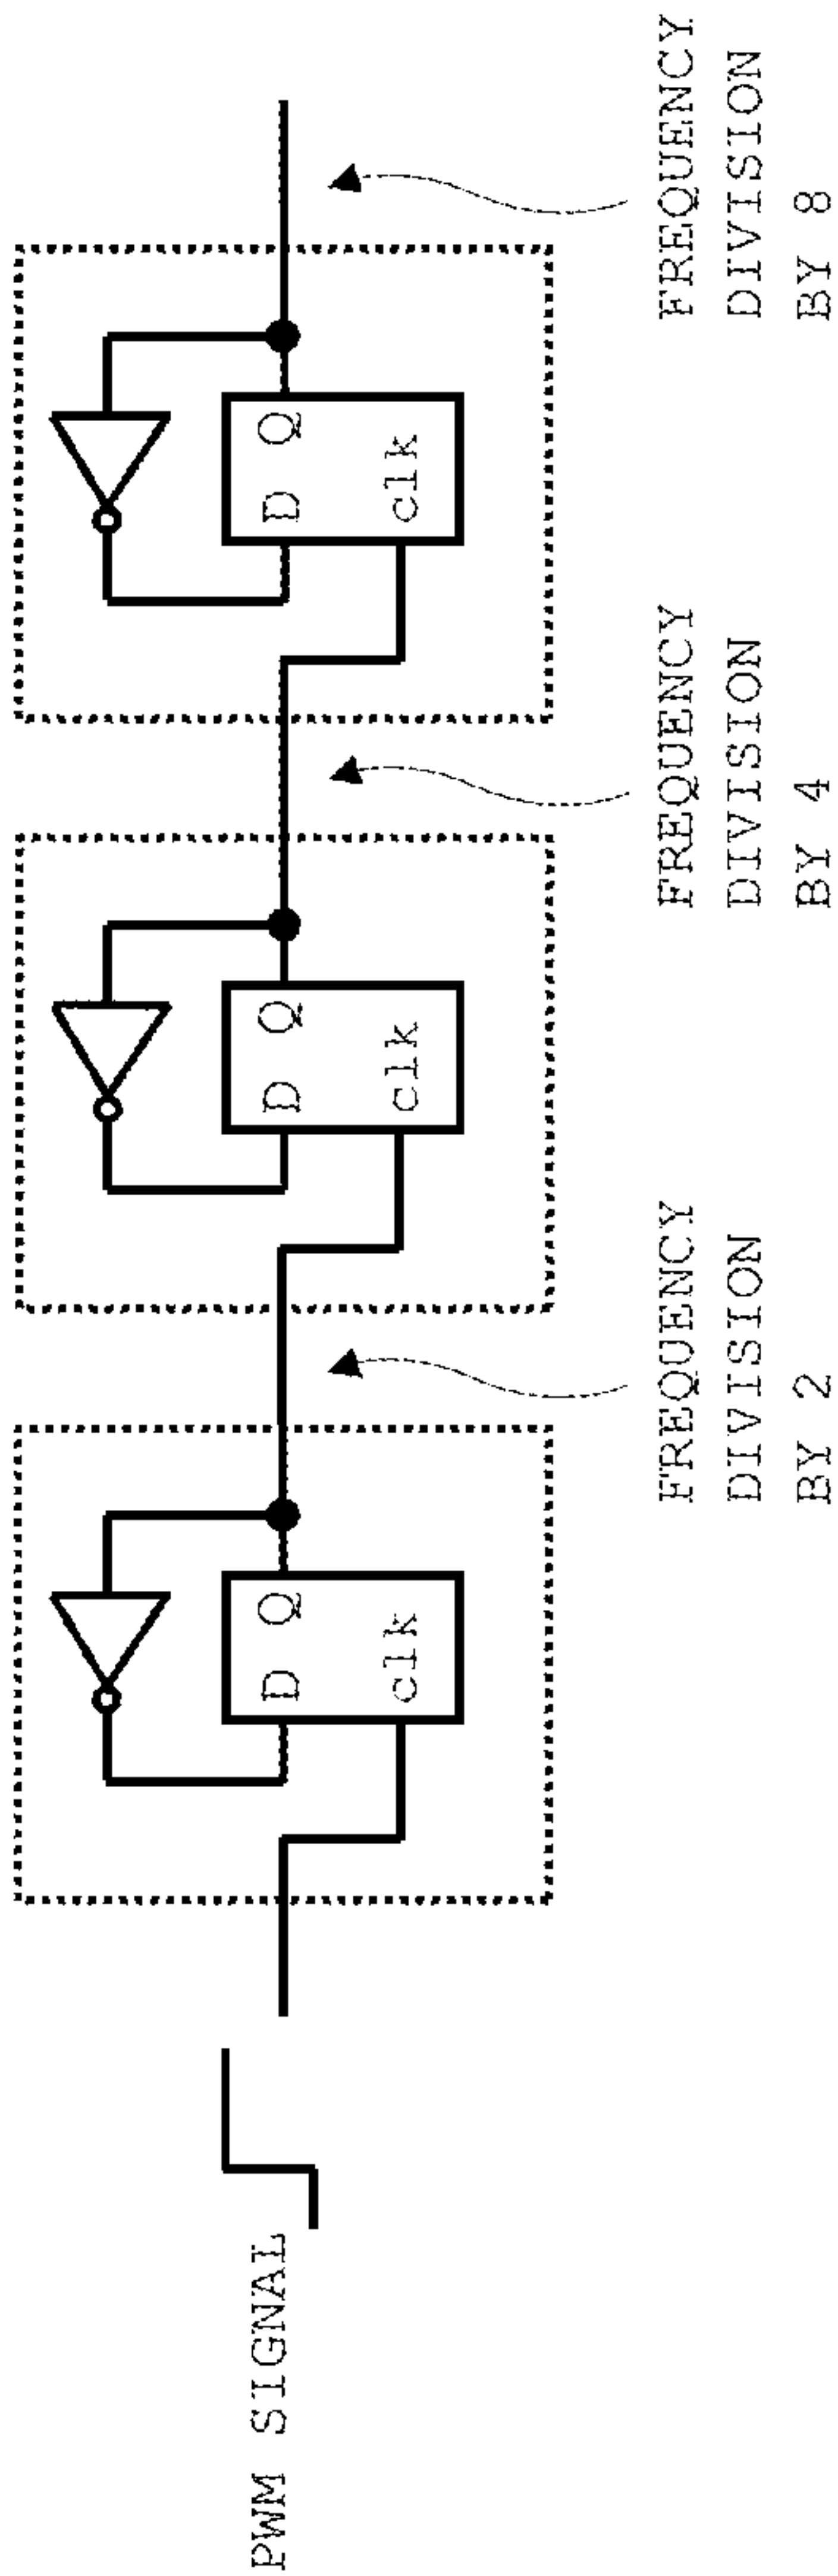 PWM SIGNAL
D Q
clk
D Q
clk
D Q
clk
FREQUENCY
DIVISION
BY 2
FREQUENCY
DIVISION
BY 4
FREQUENCY
DIVISION
BY 8